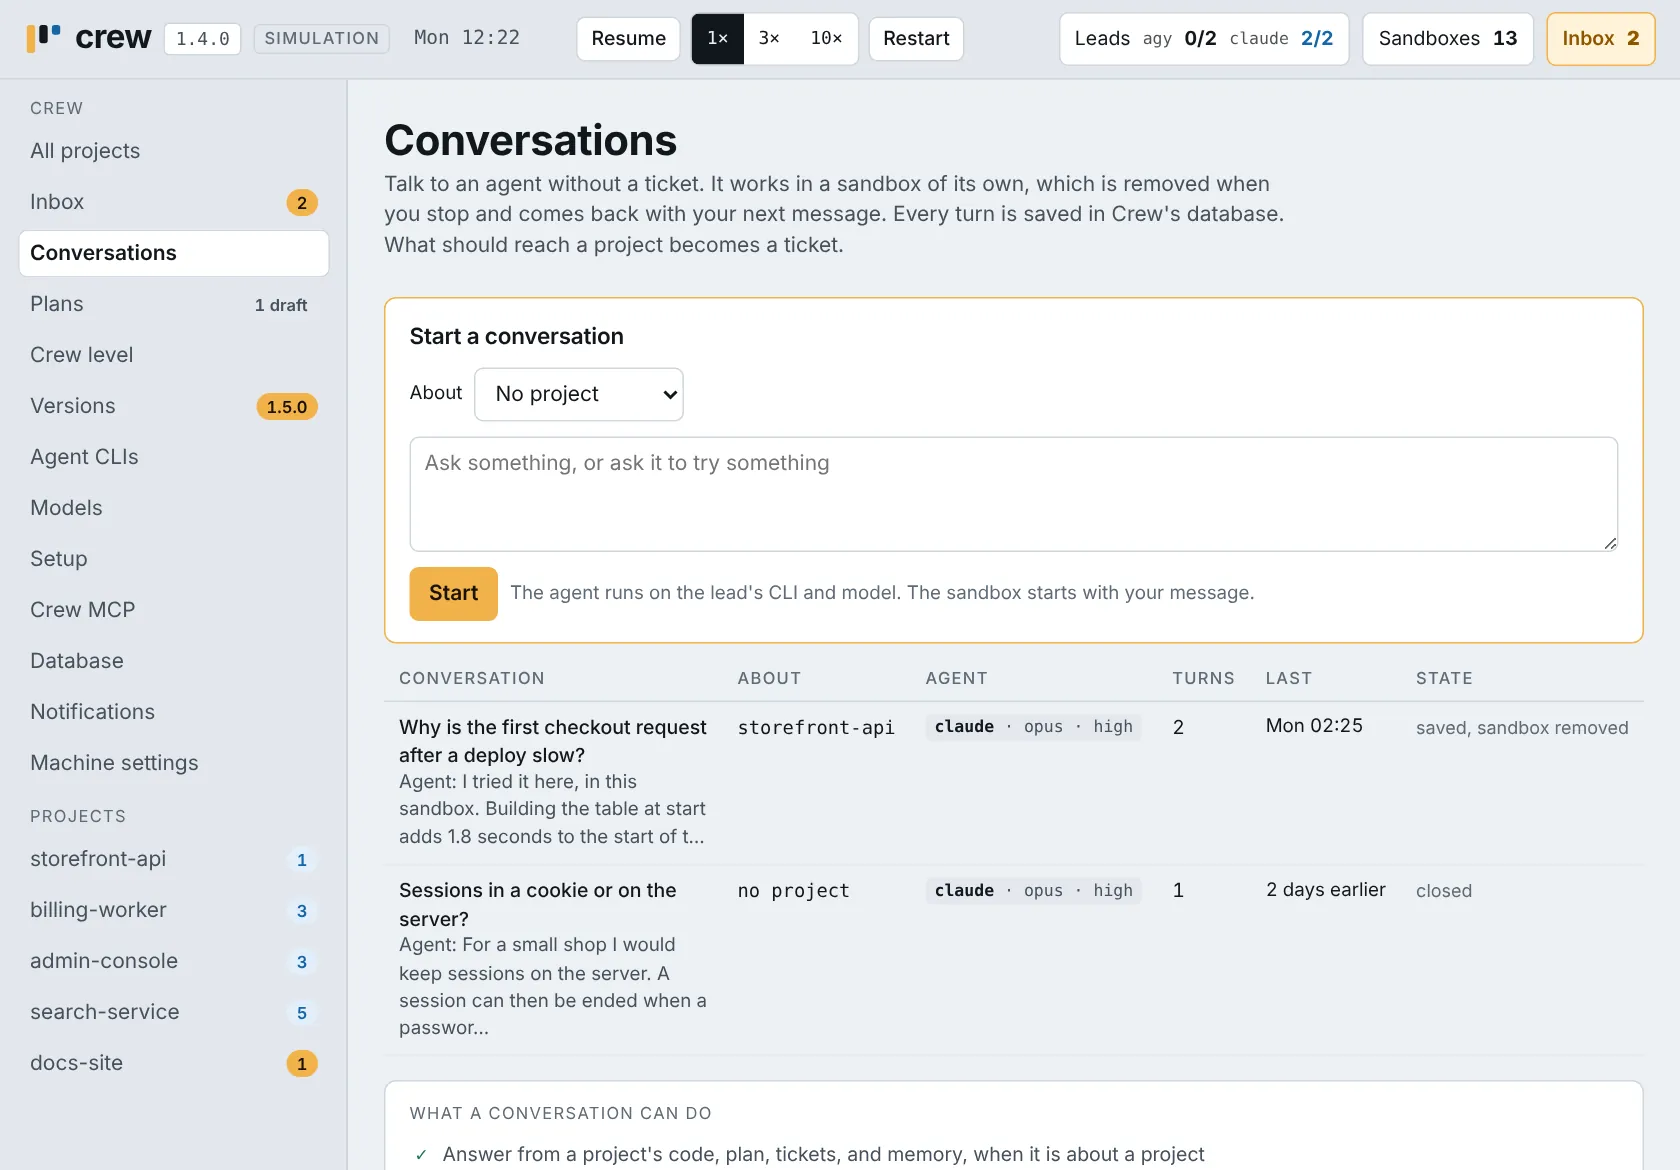 crew 1.4.0 SIMULATION Mon 12:22 Resume 1× 3× 10× Restart Leads agy 0/2 claude 2/2 Sandboxes 13 Inbox 2
CREW
All projects
Inbox 2
Conversations
Plans 1 draft
Crew level
Versions 1.5.0
Agent CLIs
Models
Setup
Crew MCP
Database
Notifications
Machine settings
PROJECTS
storefront-api 1
billing-worker 3
admin-console 3
search-service 5
docs-site 1
Conversations
Talk to an agent without a ticket. It works in a sandbox of its own, which is removed when
you stop and comes back with your next message. Every turn is saved in Crew's database.
What should reach a project becomes a ticket.
Start a conversation
About No project
Ask something, or ask it to try something
Start The agent runs on the lead's CLI and model. The sandbox starts with your message.
CONVERSATION ABOUT AGENT TURNS LAST STATE
Why is the first checkout request storefront-api claude · opus · high 2 Mon 02:25 saved, sandbox removed
after a deploy slow?
Agent: I tried it here, in this
sandbox. Building the table at start
adds 1.8 seconds to the start of t...
Sessions in a cookie or on the no project claude · opus · high 1 2 days earlier closed
server?
Agent: For a small shop I would
keep sessions on the server. A
session can then be ended when a
passwor...
WHAT A CONVERSATION CAN DO
✓ Answer from a project's code, plan, tickets, and memory, when it is about a project